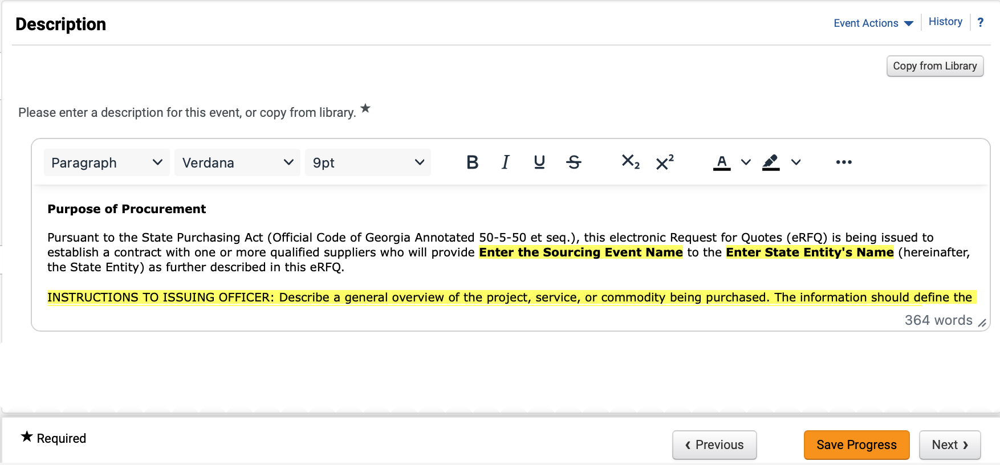 Description
Event Actions
History
?
Copy from Library
Please enter a description for this event, or copy from library. ★
Paragraph
Verdana
9pt
B I U S X₂ X² A
Purpose of Procurement
Pursuant to the State Purchasing Act (Official Code of Georgia Annotated 50-5-50 et seq.), this electronic Request for Quotes (eRFQ) is being issued to
establish a contract with one or more qualified suppliers who will provide Enter the Sourcing Event Name to the Enter State Entity's Name (hereinafter,
the State Entity) as further described in this eRFQ.
INSTRUCTIONS TO ISSUING OFFICER: Describe a general overview of the project, service, or commodity being purchased. The information should define the
364 words
★ Required
‹ Previous
Save Progress
Next ›